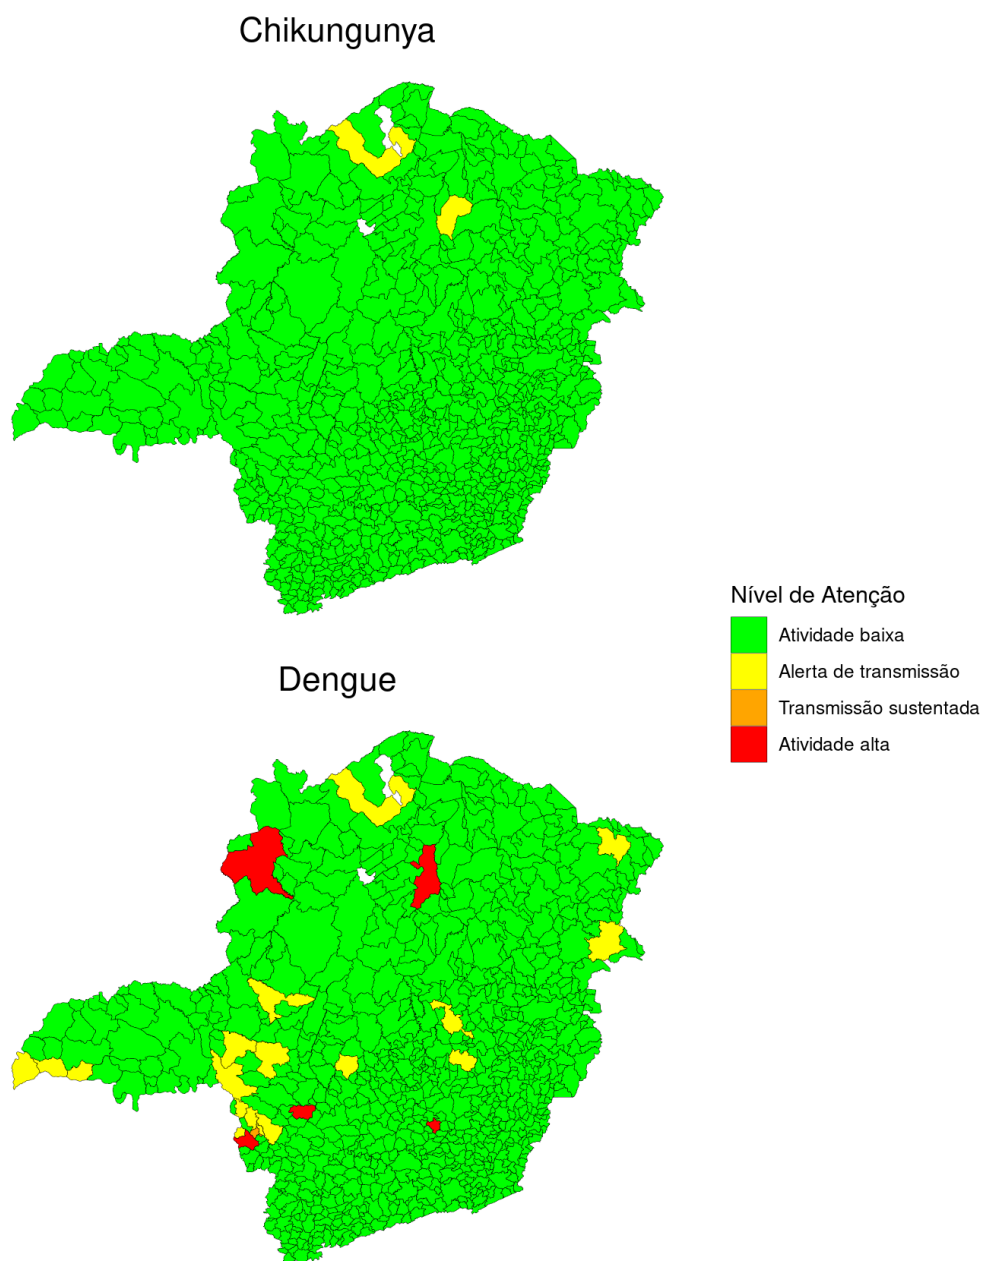 Chikungunya
Nível de Atenção
Atividade baixa
Alerta de transmissão
Transmissão sustentada
Atividade alta
Dengue